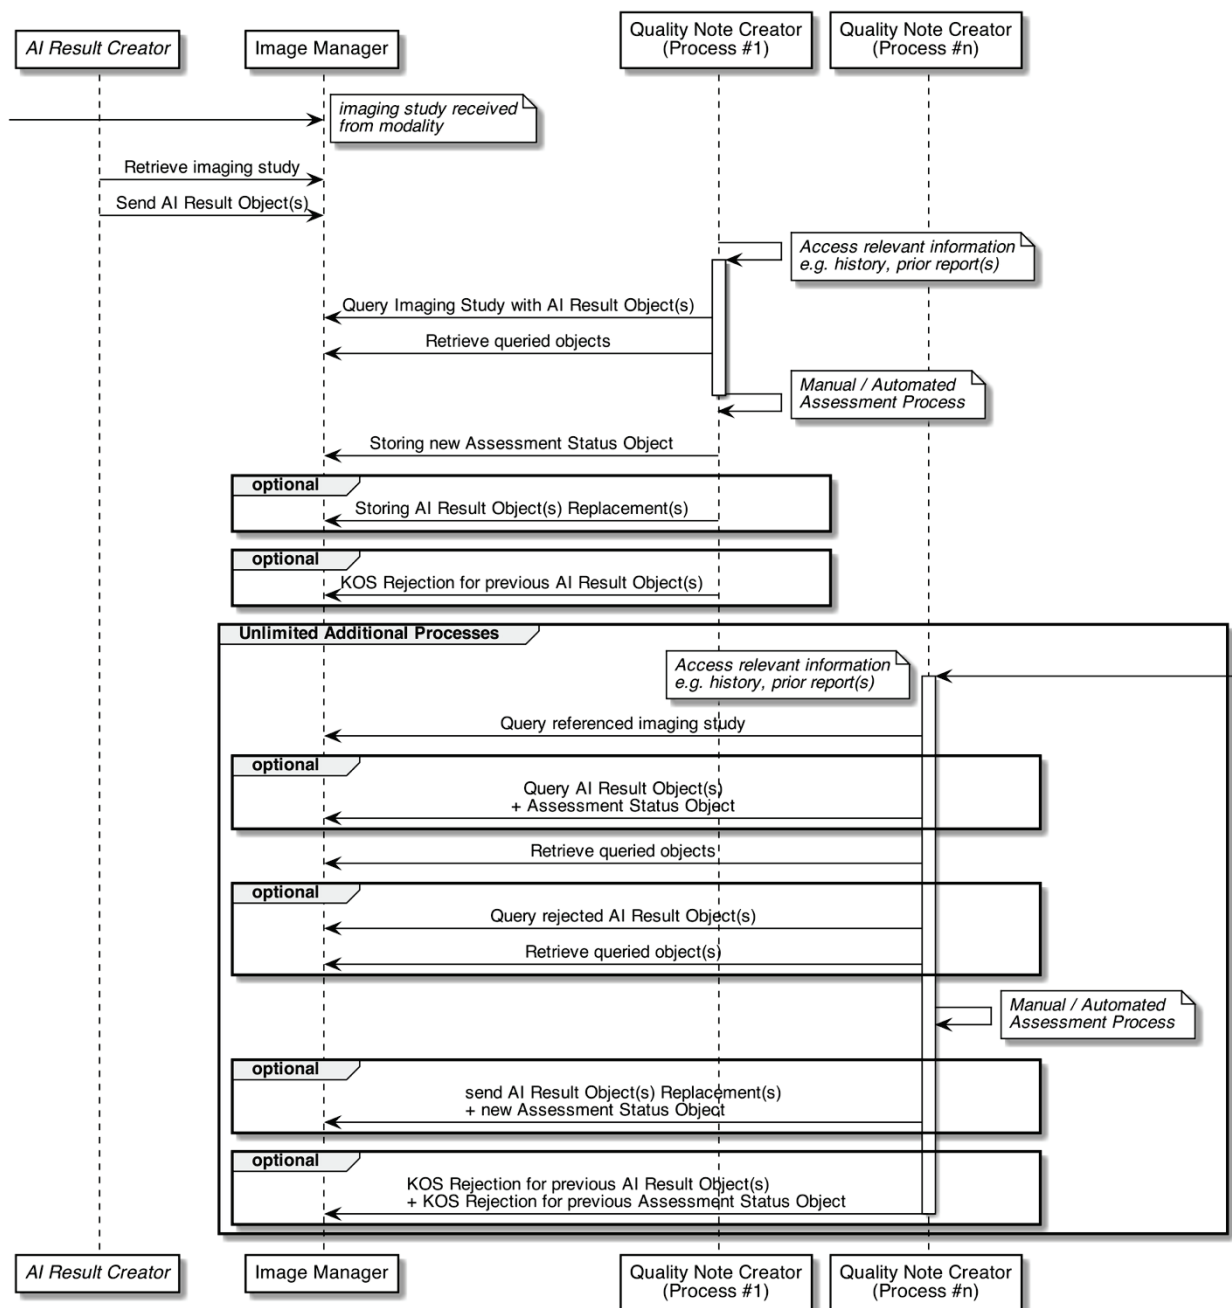 AI Result Creator
Image Manager
Quality Note Creator
(Process #1)
Quality Note Creator
(Process #n)
imaging study received
from modality
Retrieve imaging study
Send AI Result Object(s)
Access relevant information
e.g. history, prior report(s)
Query Imaging Study with AI Result Object(s)
Retrieve queried objects
Manual / Automated
Assessment Process
Storing new Assessment Status Object
optional
Storing AI Result Object(s) Replacement(s)
optional
KOS Rejection for previous AI Result Object(s)
Unlimited Additional Processes
Access relevant information
e.g. history, prior report(s)
Query referenced imaging study
optional
Query AI Result Object(s)
+ Assessment Status Object
Retrieve queried objects
optional
Query rejected AI Result Object(s)
Retrieve queried object(s)
Manual / Automated
Assessment Process
optional
send AI Result Object(s) Replacement(s)
+ new Assessment Status Object
optional
KOS Rejection for previous AI Result Object(s)
+ KOS Rejection for previous Assessment Status Object
AI Result Creator
Image Manager
Quality Note Creator
(Process #1)
Quality Note Creator
(Process #n)